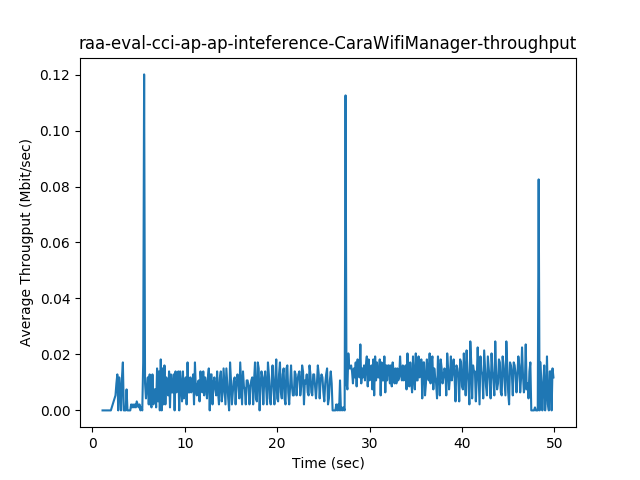 raa-eval-cci-ap-ap-inteference-CaraWifiManager-throughput
0.12
0.10
0.08
0.06
0.04
0.02
0.00
Average Througput (Mbit/sec)
0 10 20 30 40 50
Time (sec)